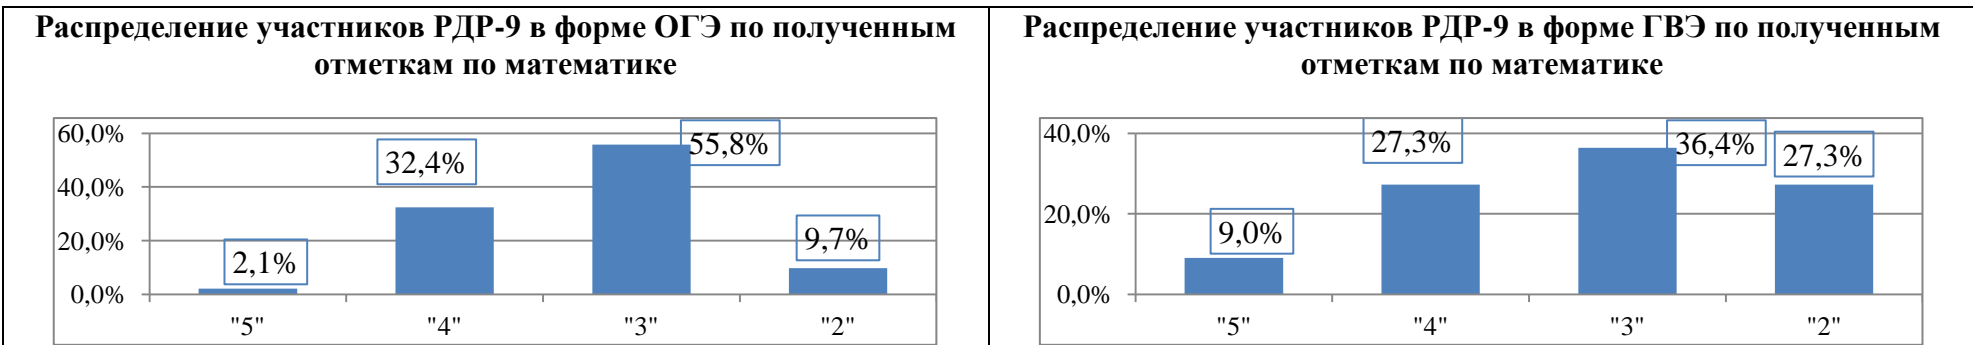 Распределение участников РДР-9 в форме ОГЭ по полученным
отметкам по математике
60,0%
40,0%
20,0%
0,0%
2,1%
32,4%
55,8%
9,7%
"5" "4" "3" "2"
Распределение участников РДР-9 в форме ГВЭ по полученным
отметкам по математике
40,0%
20,0%
0,0%
9,0%
27,3%
36,4%
27,3%
"5" "4" "3" "2"